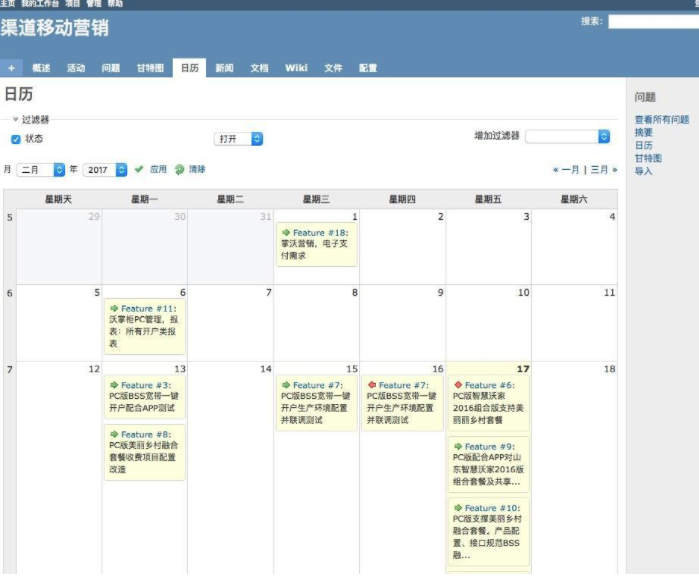 主页 我的工作台 项目 管理 帮助
渠道移动营销
搜索:
+ 概述 活动 问题 甘特图 日历 新闻 文档 Wiki 文件 配置
日历
问题
过滤器
查看所有问题
摘要
日历
甘特图
导入
状态 打开 增加过滤器
月 二月 年 2017 应用 清除
« 一月 | 三月 »
星期天 星期一 星期二 星期三 星期四 星期五 星期六
5 29 30 31 1 2 3 4
Feature #18:
掌沃营销，电子支
付需求
6 5 6 7 8 9 10 11
Feature #11:
沃掌柜PC管理，报
表：所有开户类报
表
7 12 13 14 15 16 17 18
Feature #3:
PC版BSS宽带一键
开户配合APP测试
Feature #8:
PC版美丽乡村融合
套餐收费项目配置
改造
Feature #7:
PC版BSS宽带一键
开户生产环境配置
并联调测试
Feature #7:
PC版BSS宽带一键
开户生产环境配置
并联调测试
Feature #6:
PC版智慧沃家
2016组合版支持美
丽丽乡村套餐
Feature #9:
PC版配合APP对山
东智慧沃家2016版
组合套餐及共享...
Feature #10:
PC版支撑美丽乡村
融合套餐，产品配
置、接口规范BSS
融...